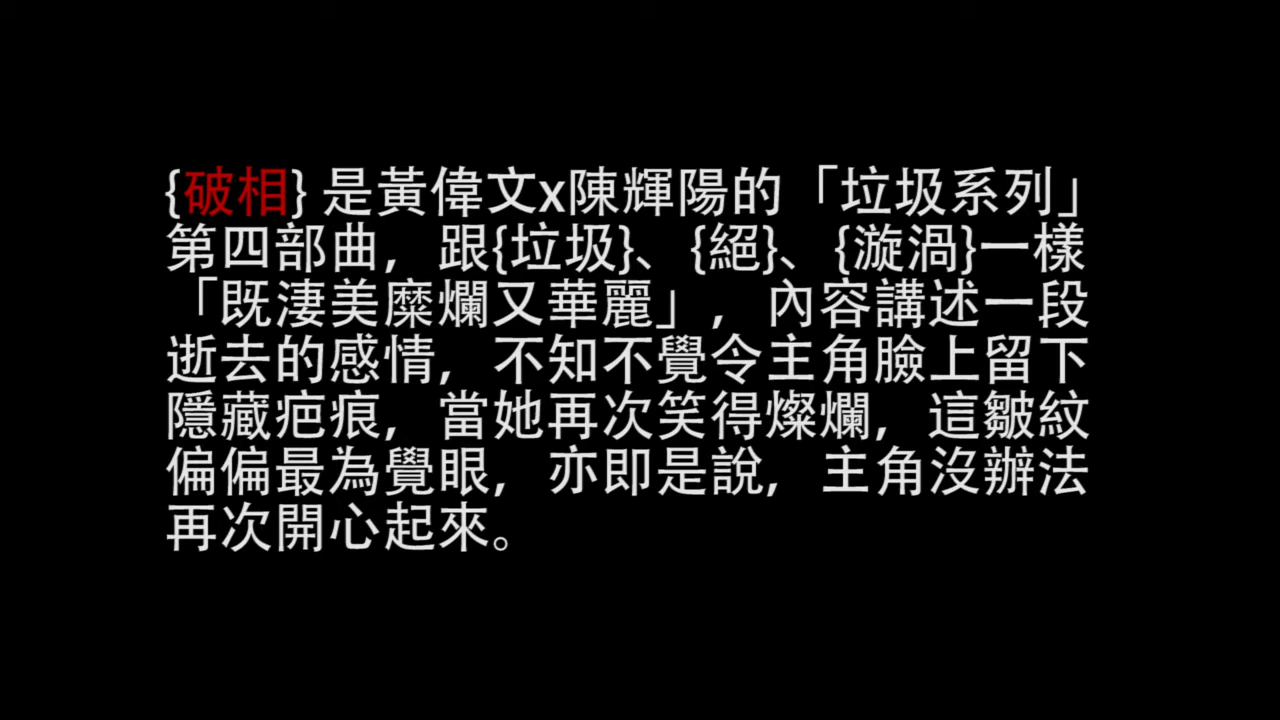 {破相} 是黃偉文x陳輝陽的「垃圾系列」
第四部曲，跟{垃圾}、{絕}、{漩渦}一樣
「既淒美糜爛又華麗」，內容講述一段
逝去的感情，不知不覺令主角臉上留下
隱藏疤痕，當她再次笑得燦爛，這皺紋
偏偏最為覺眼，亦即是說，主角沒辦法
再次開心起來。